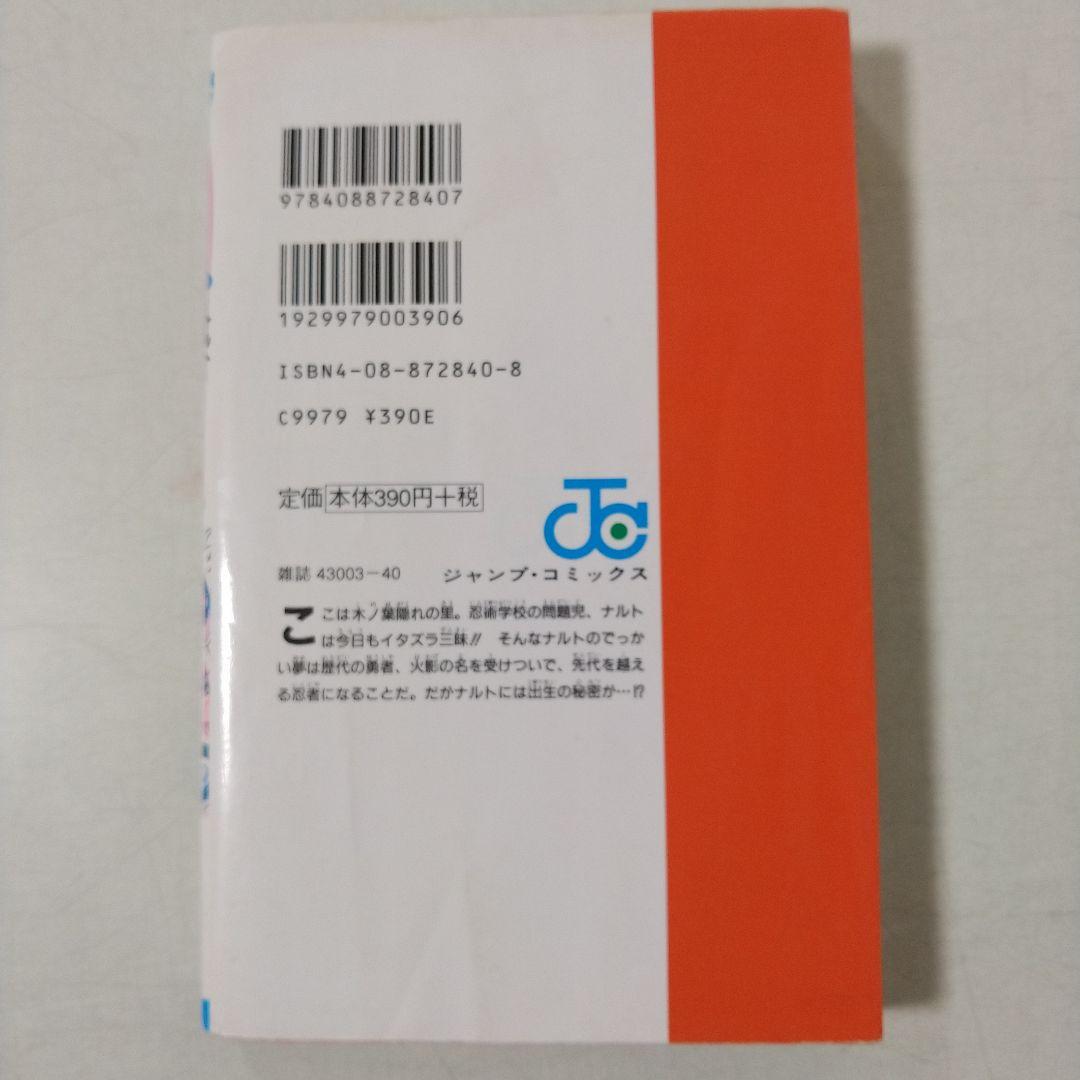 9784088728407
1929979003906
ISBN4-08-872840-8
C9979 ¥390E
定価 本体390円+税
雑誌 43003-40
ジャンプ・コミックス
ここは木ノ葉隠れの里。忍術学校の問題児、ナルト
は今日もイタズラ三昧!! そんなナルトのでっか
い夢は歴代の勇者、火影の名を受けついで、先代を越え
る忍者になることだ。だがナルトには出生の秘密が…!?